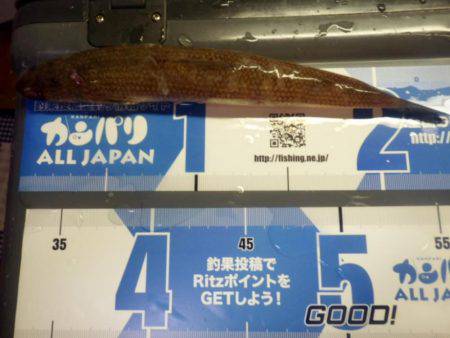 カンパリ
ALL JAPAN
1
http://fishing.ne.jp/
2
35
4
45
釣果投稿で
Ritzポイントを
GETしよう!
5
GOOD!
55
カンパリ
ALL J